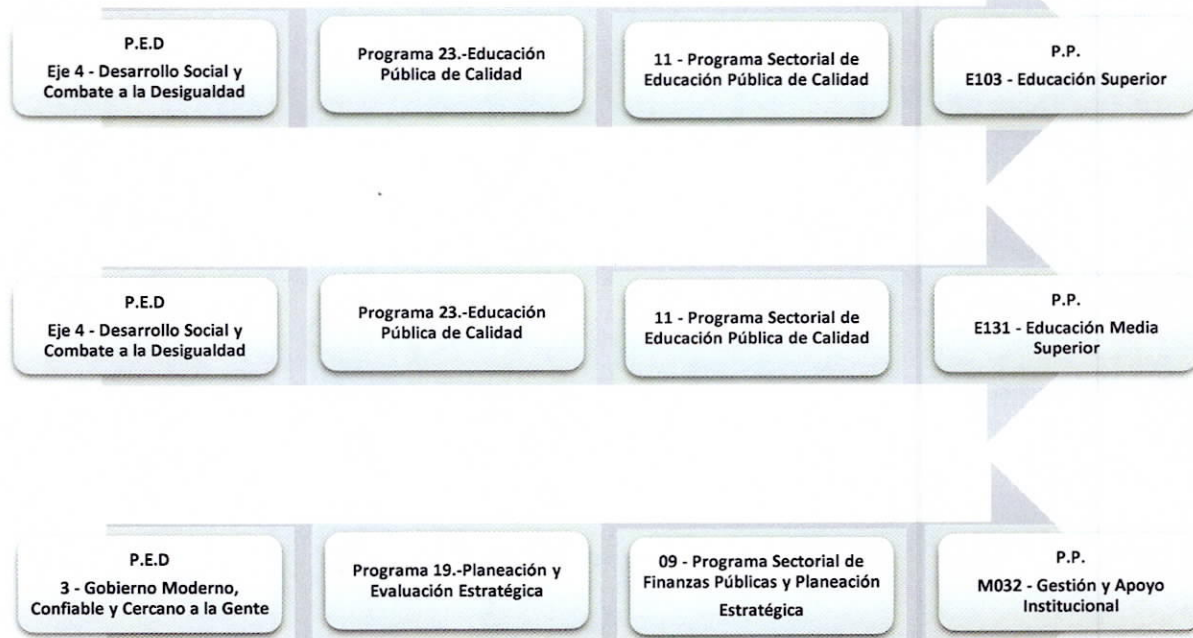 P.E.D
Eje 4 - Desarrollo Social y
Combate a la Desigualdad
Programa 23.-Educación
Pública de Calidad
11 - Programa Sectorial de
Educación Pública de Calidad
P.P.
E103 - Educación Superior
P.E.D
Eje 4 - Desarrollo Social y
Combate a la Desigualdad
Programa 23.-Educación
Pública de Calidad
11 - Programa Sectorial de
Educación Pública de Calidad
P.P.
E131 - Educación Media
Superior
P.E.D
3 - Gobierno Moderno,
Confiable y Cercano a la Gente
Programa 19.-Planeación y
Evaluación Estratégica
09 - Programa Sectorial de
Finanzas Públicas y Planeación
Estratégica
P.P.
M032 - Gestión y Apoyo
Institucional